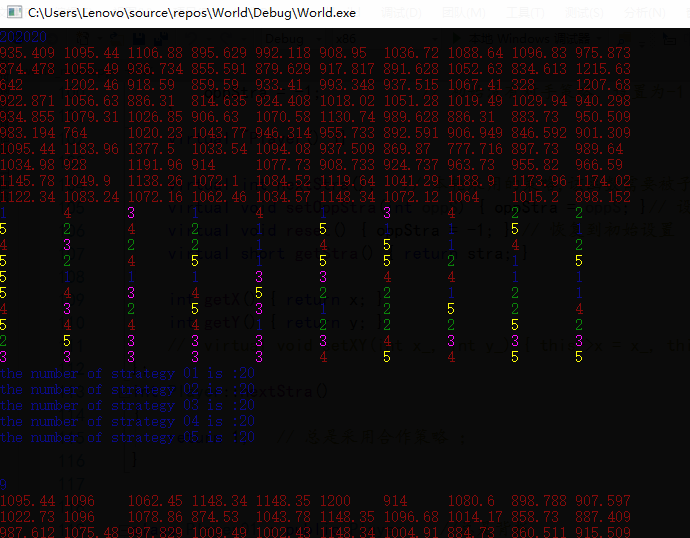 C:\Users\Lenovo\source\repos\World\Debug\World.exe
202020
935.409 1095.44 1106.88 895.629 992.118 908.95 1036.72 1088.64 1096.83 975.873
874.478 1055.49 936.734 855.591 879.629 917.817 891.628 1052.63 834.613 1215.63
642 1202.46 918.59 859.59 933.41 993.348 937.515 1067.41 328 1207.68
922.871 1056.63 886.31 814.635 924.408 1018.02 1051.28 1019.49 1029.94 940.298
934.855 1079.31 1026.85 906.63 1070.58 1130.74 989.628 886.31 883.73 950.509
983.194 764 1020.23 1043.77 946.314 955.733 892.591 906.949 846.592 901.309
1095.44 1183.96 1377.5 1033.54 1094.08 937.509 869.87 777.716 897.73 989.64
1034.98 928 1191.96 914 1077.73 908.733 924.737 963.73 955.82 966.59
1145.78 1049.9 1138.26 1072.1 1084.52 1119.64 1041.29 1188.9 1173.96 1174.02
1122.34 1083.24 1072.16 1062.46 1034.57 1148.34 1072.12 1064 1015.2 898.152
1 4 3 4 3 4 2 2
5 4 2 2 1 5 4 5 2
4 3 2 4 5 2 4 1 2
5 2 5 2 1 5 5 4 5 1
4 5 1 3 3 4 4 1
5 4 3 4 5 5 2 1 2 1
4 3 2 5 3 1 2 2 2 1
5 4 4 2 1 2 2 5 5 2
2 5 3 1 5 3 3 3 5 3
3 3 3 3 3 4 5 4 5 5
the number of strategy 01 is :20
the number of strategy 02 is :20
the number of strategy 03 is :20
the number of strategy 04 is :20
the number of strategy 05 is :20
9
1095.44 1096 1062.45 1148.34 1148.35 1200 914 1080.6 898.788 907.597
1022.73 1096 1078.86 874.53 1043.78 1148.35 1096.68 1014.17 858.73 887.409
987.612 1075.48 997.829 1009.49 1002.43 1148.34 1004.91 884.73 860.511 915.509